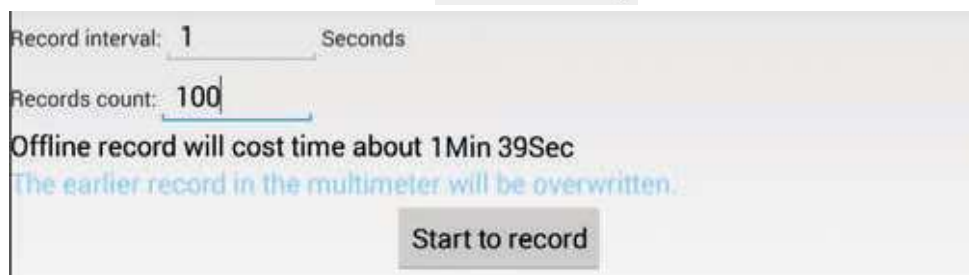 Record interval: 1 Seconds
Records count: 100
Offline record will cost time about 1Min 39Sec
The earlier record in the multimeter will be overwritten.
Start to record